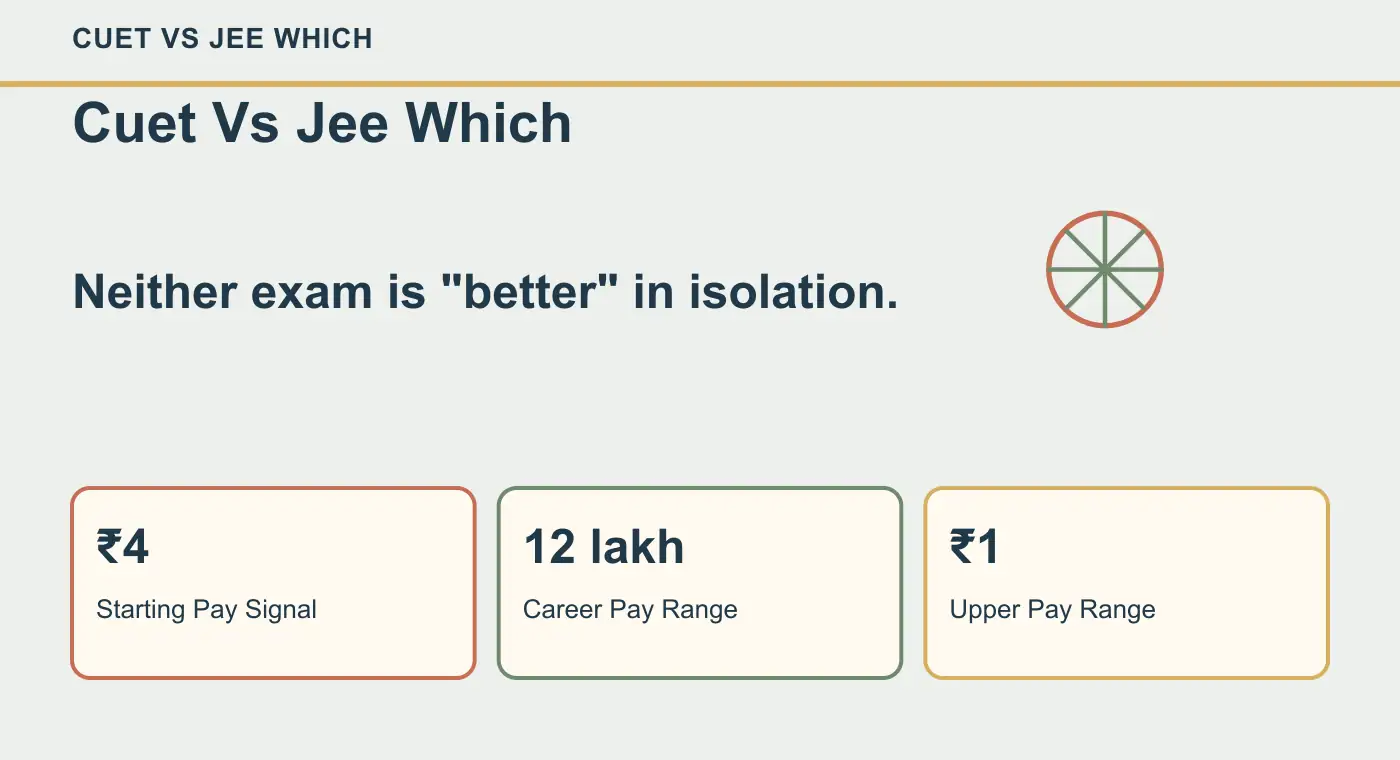 CUET VS JEE WHICH
Cuet Vs Jee Which
Neither exam is "better" in isolation.
₹4
Starting Pay Signal
12 lakh
Career Pay Range
₹1
Upper Pay Range